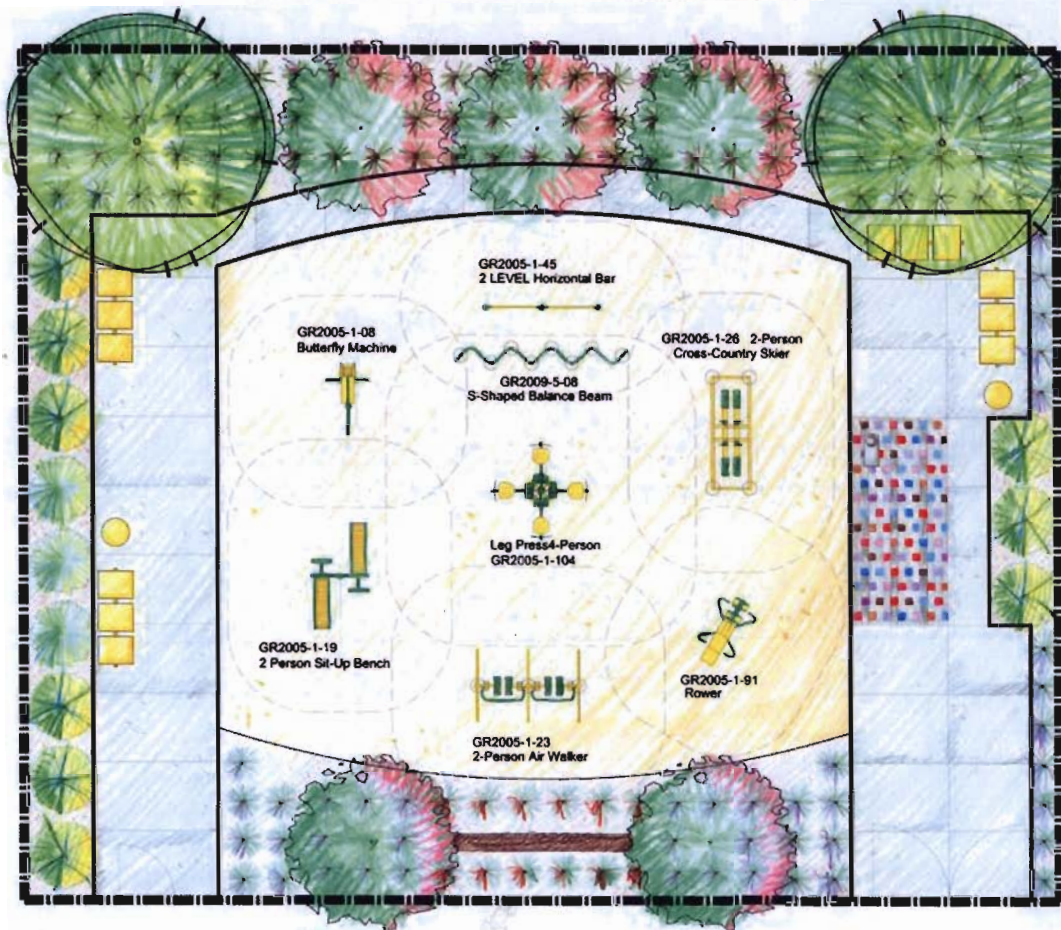 GR2005-1-45
2 LEVEL Horizontal Bar
GR2005-1-08
Butterfly Machine
GR2005-1-26 2-Person
Cross-Country Skier
GR2009-5-08
S-Shaped Balance Beam
Leg Press4-Person
GR2005-1-104
GR2005-1-19
2 Person Sit-Up Bench
GR2005-1-91
Rower
GR2005-1-23
2-Person Air Walker